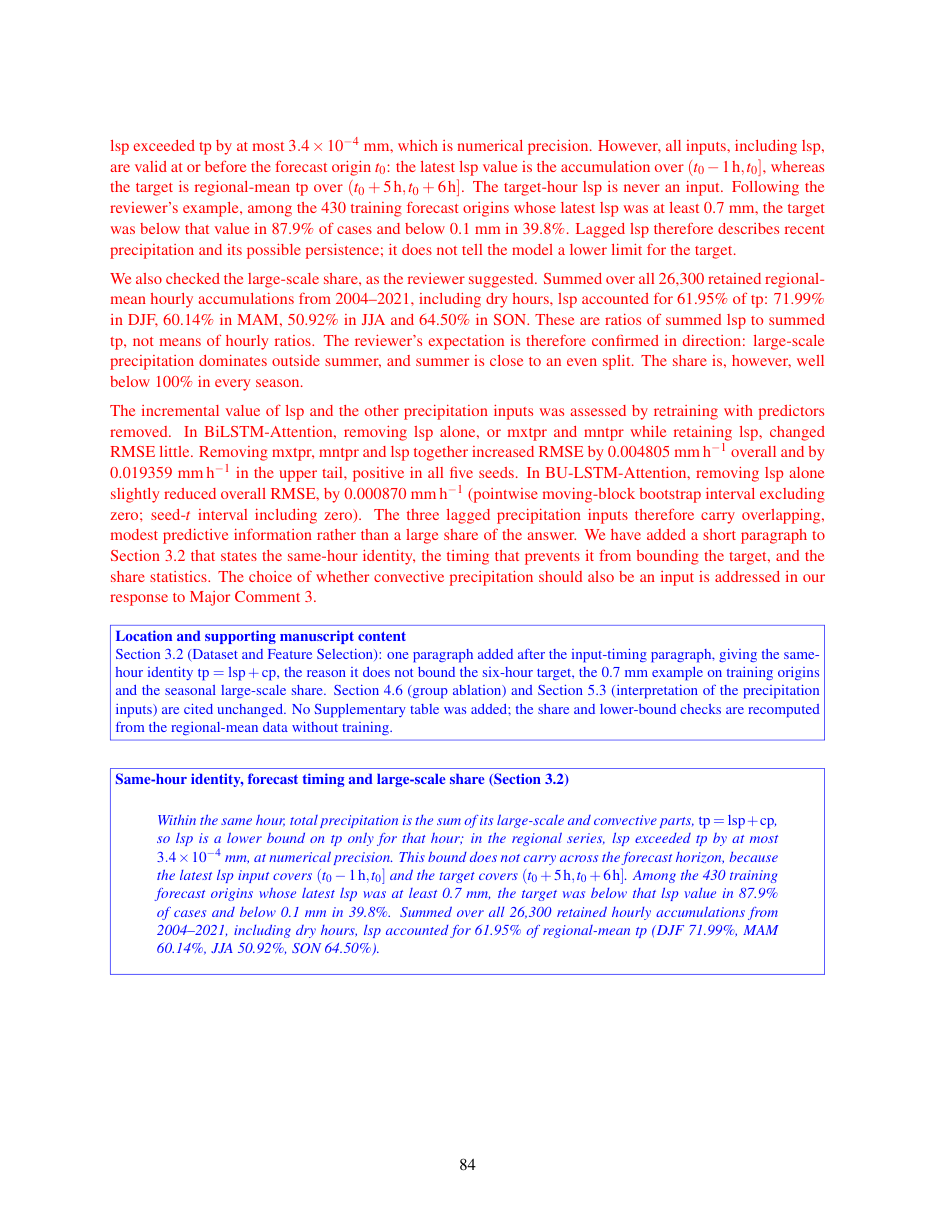 lsp exceeded tp by at most 3.4 × 10⁻⁴ mm, which is numerical precision. However, all inputs, including lsp,
are valid at or before the forecast origin t₀: the latest lsp value is the accumulation over (t₀ − 1 h, t₀], whereas
the target is regional-mean tp over (t₀ + 5 h, t₀ + 6 h]. The target-hour lsp is never an input. Following the
reviewer's example, among the 430 training forecast origins whose latest lsp was at least 0.7 mm, the target
was below that value in 87.9% of cases and below 0.1 mm in 39.8%. Lagged lsp therefore describes recent
precipitation and its possible persistence; it does not tell the model a lower limit for the target.
We also checked the large-scale share, as the reviewer suggested. Summed over all 26,300 retained regional-
mean hourly accumulations from 2004–2021, including dry hours, lsp accounted for 61.95% of tp: 71.99%
in DJF, 60.14% in MAM, 50.92% in JJA and 64.50% in SON. These are ratios of summed lsp to summed
tp, not means of hourly ratios. The reviewer's expectation is therefore confirmed in direction: large-scale
precipitation dominates outside summer, and summer is close to an even split. The share is, however, well
below 100% in every season.
The incremental value of lsp and the other precipitation inputs was assessed by retraining with predictors
removed. In BiLSTM-Attention, removing lsp alone, or mxtpr and mntpr while retaining lsp, changed
RMSE little. Removing mxtpr, mntpr and lsp together increased RMSE by 0.004805 mm h⁻¹ overall and by
0.019359 mm h⁻¹ in the upper tail, positive in all five seeds. In BU-LSTM-Attention, removing lsp alone
slightly reduced overall RMSE, by 0.000870 mm h⁻¹ (pointwise moving-block bootstrap interval excluding
zero; seed-t interval including zero). The three lagged precipitation inputs therefore carry overlapping,
modest predictive information rather than a large share of the answer. We have added a short paragraph to
Section 3.2 that states the same-hour identity, the timing that prevents it from bounding the target, and the
share statistics. The choice of whether convective precipitation should also be an input is addressed in our
response to Major Comment 3.
Location and supporting manuscript content
Section 3.2 (Dataset and Feature Selection): one paragraph added after the input-timing paragraph, giving the same-
hour identity tp = lsp + cp, the reason it does not bound the six-hour target, the 0.7 mm example on training origins
and the seasonal large-scale share. Section 4.6 (group ablation) and Section 5.3 (interpretation of the precipitation
inputs) are cited unchanged. No Supplementary table was added; the share and lower-bound checks are recomputed
from the regional-mean data without training.
Same-hour identity, forecast timing and large-scale share (Section 3.2)
Within the same hour, total precipitation is the sum of its large-scale and convective parts, tp = lsp + cp,
so lsp is a lower bound on tp only for that hour; in the regional series, lsp exceeded tp by at most
3.4 × 10⁻⁴ mm, at numerical precision. This bound does not carry across the forecast horizon, because
the latest lsp input covers (t₀ − 1 h, t₀] and the target covers (t₀ + 5 h, t₀ + 6 h]. Among the 430 training
forecast origins whose latest lsp was at least 0.7 mm, the target was below that lsp value in 87.9%
of cases and below 0.1 mm in 39.8%. Summed over all 26,300 retained hourly accumulations from
2004–2021, including dry hours, lsp accounted for 61.95% of regional-mean tp (DJF 71.99%, MAM
60.14%, JJA 50.92%, SON 64.50%).
84